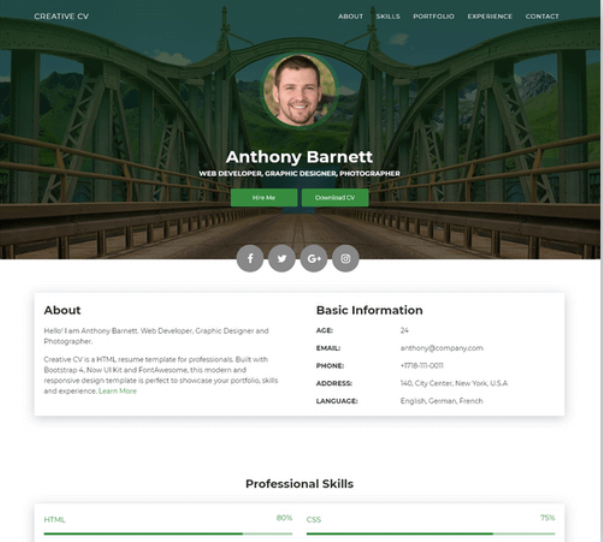 CREATIVE CV
ABOUT SKILLS PORTFOLIO EXPERIENCE CONTACT
Anthony Barnett
WEB DEVELOPER, GRAPHIC DESIGNER, PHOTOGRAPHER
Hire Me Download CV
About
Hello! I am Anthony Barnett. Web Developer, Graphic Designer and
Photographer.
Creative CV is a HTML resume template for professionals. Built with
Bootstrap 4, Now UI Kit and FontAwesome, this modern and
responsive design template is perfect to showcase your portfolio, skills
and experience. Learn More
Basic Information
AGE: 24
EMAIL: anthony@company.com
PHONE: +1718-111-0011
ADDRESS: 140, City Center, New York, U.S.A
LANGUAGE: English, German, French
Professional Skills
HTML 80%
CSS 75%